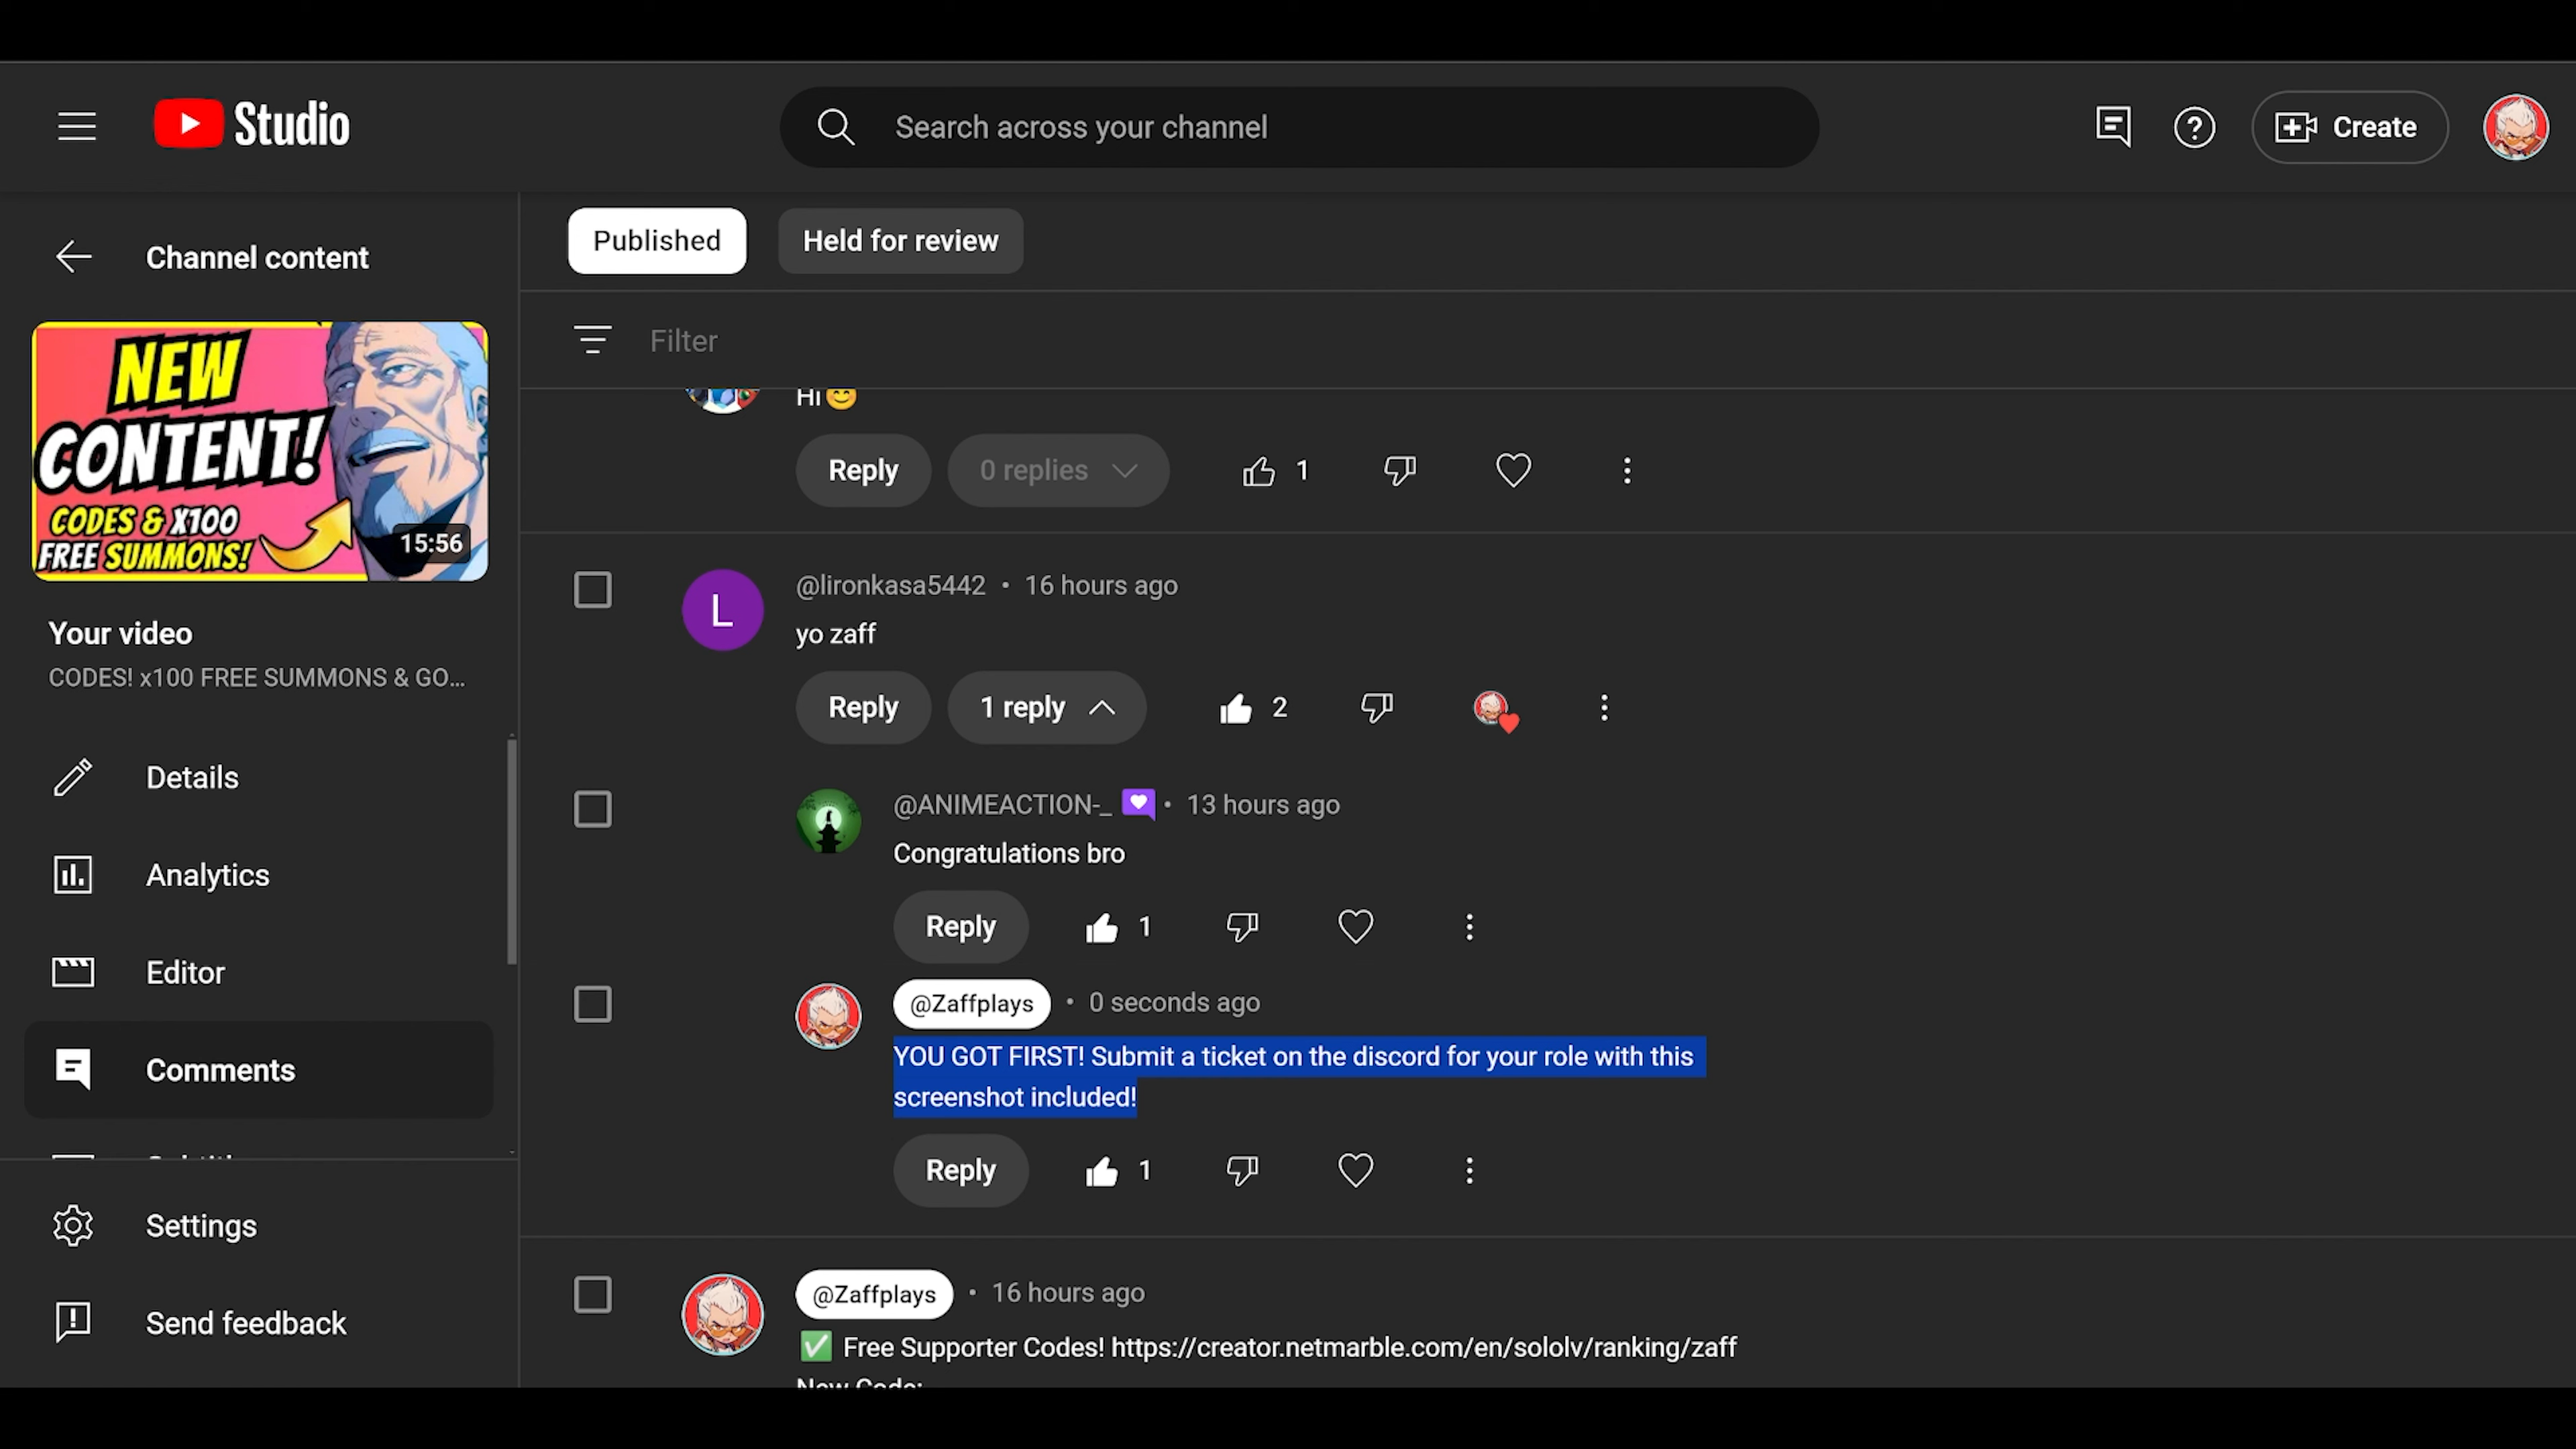 Studio
Search across your channel
Create
Channel content
Published
Held for review
NEW
CONTENT!
CODES & X100
FREE SUMMONS!
15:56
Your video
CODES! x100 FREE SUMMONS & GO...
Details
Analytics
Editor
Comments
Settings
Send feedback
Filter
Hi😊
Reply
0 replies
1
@lironkasa5442 • 16 hours ago
yo zaff
Reply
1 reply
2
@ANIMEACTION-_ • 13 hours ago
Congratulations bro
Reply
1
@Zaffplays • 0 seconds ago
YOU GOT FIRST! Submit a ticket on the discord for your role with this
screenshot included!
Reply
1
@Zaffplays • 16 hours ago
✅ Free Supporter Codes! https://creator.netmarble.com/en/sololv/ranking/zaff
New Code:
L